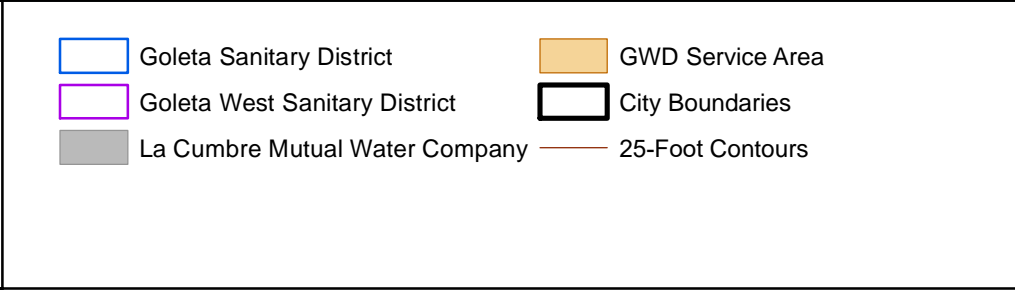 Goleta Sanitary District
Goleta West Sanitary District
La Cumbre Mutual Water Company
GWD Service Area
City Boundaries
25-Foot Contours